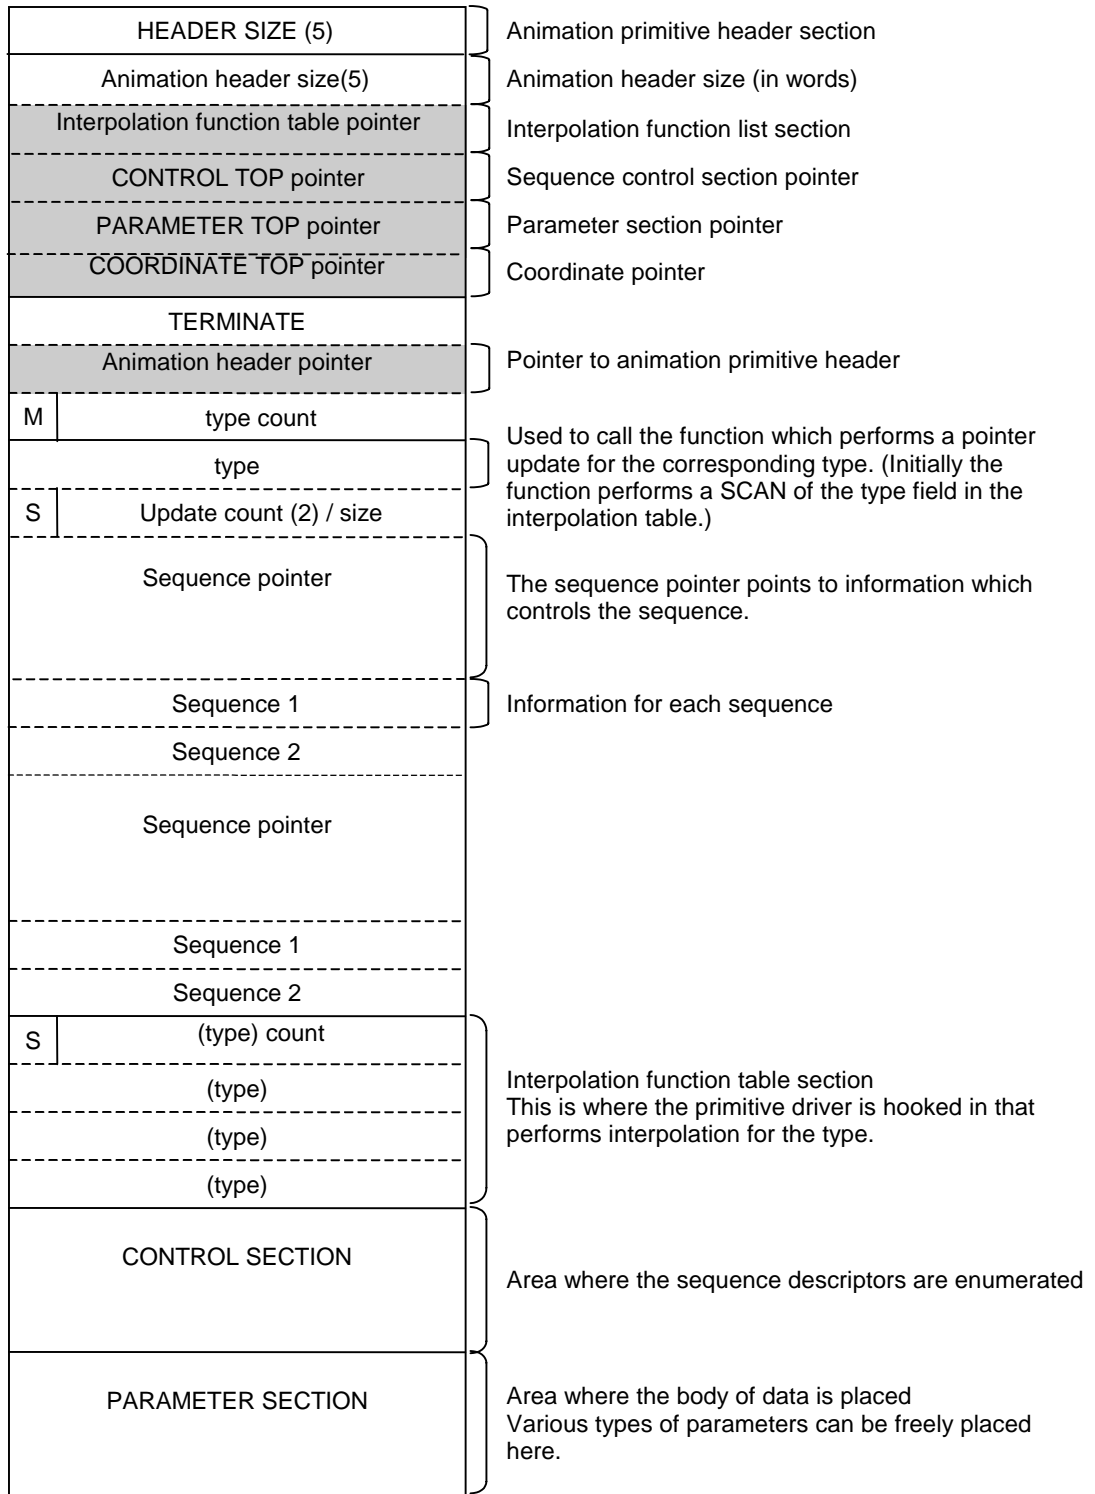 HEADER SIZE (5)
Animation primitive header section
Animation header size(5)
Animation header size (in words)
Interpolation function table pointer
Interpolation function list section
CONTROL TOP pointer
Sequence control section pointer
PARAMETER TOP pointer
Parameter section pointer
COORDINATE TOP pointer
Coordinate pointer
TERMINATE
Animation header pointer
Pointer to animation primitive header
M
type count
type
Used to call the function which performs a pointer
update for the corresponding type. (Initially the
function performs a SCAN of the type field in the
interpolation table.)
S
Update count (2) / size
Sequence pointer
The sequence pointer points to information which
controls the sequence.
Sequence 1
Information for each sequence
Sequence 2
Sequence pointer
Sequence 1
Sequence 2
S
(type) count
(type)
(type)
(type)
Interpolation function table section
This is where the primitive driver is hooked in that
performs interpolation for the type.
CONTROL SECTION
Area where the sequence descriptors are enumerated
PARAMETER SECTION
Area where the body of data is placed
Various types of parameters can be freely placed
here.